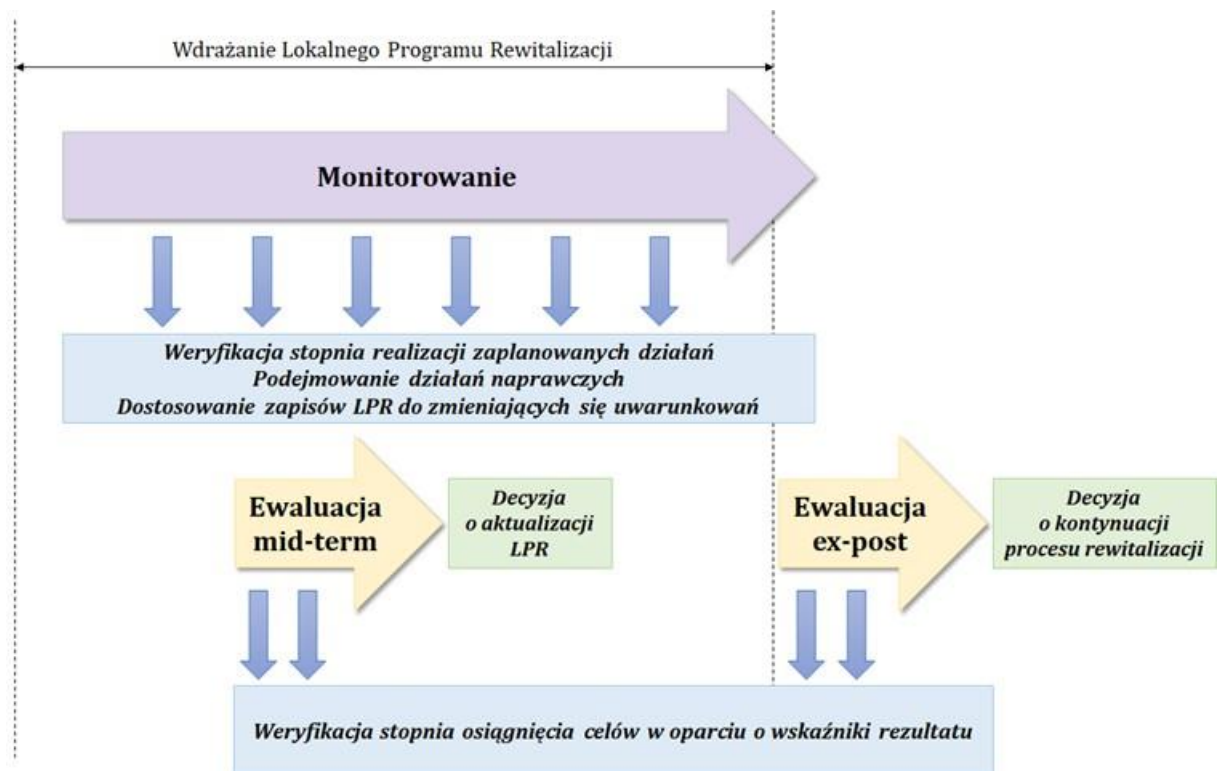 Wdrażanie Lokalnego Programu Rewitalizacji
Monitorowanie
Weryfikacja stopnia realizacji zaplanowanych działań
Podejmowanie działań naprawczych
Dostosowanie zapisów LPR do zmieniających się uwarunkowań
Ewaluacja
mid-term
Decyzja
o aktualizacji
LPR
Ewaluacja
ex-post
Decyzja
o kontynuacji
procesu rewitalizacji
Weryfikacja stopnia osiągnięcia celów w oparciu o wskaźniki rezultatu